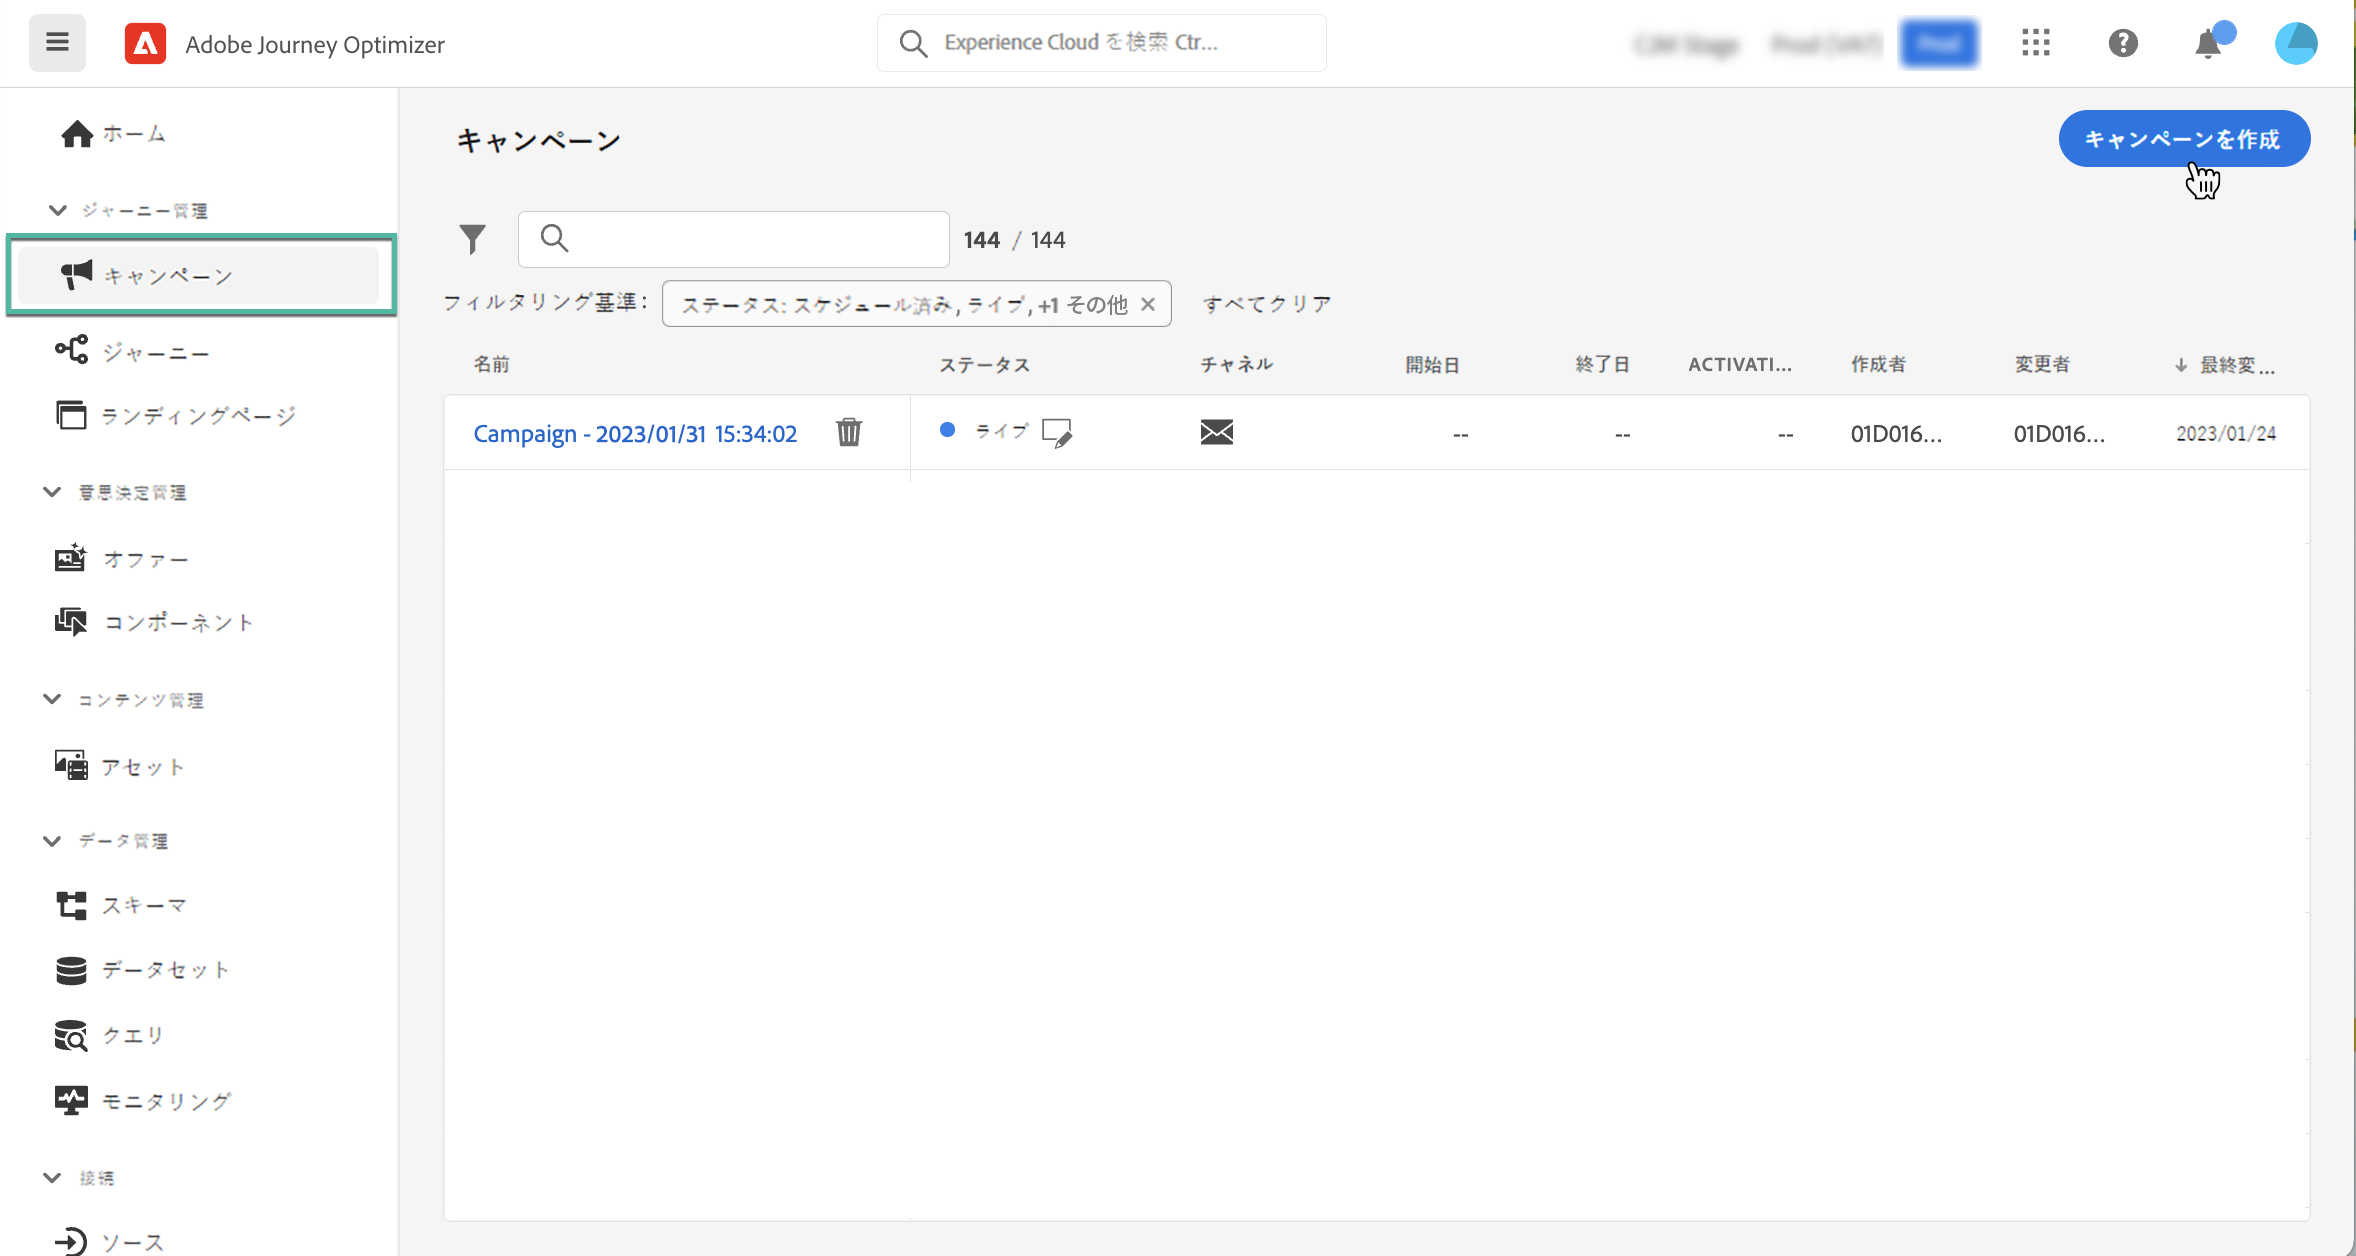 Adobe Journey Optimizer
Experience Cloud を検索 Ctr...
ホーム
ジャーニー管理
キャンペーン
ジャーニー
ランディングページ
意思決定管理
オファー
コンポーネント
コンテンツ管理
アセット
データ管理
スキーマ
データセット
クエリ
モニタリング
接続
ソース
キャンペーン
キャンペーンを作成
144 / 144
フィルタリング基準： ステータス: スケジュール済み, ライブ, +1 その他 すべてクリア
名前 ステータス チャネル 開始日 終了日 ACTIVATI... 作成者 変更者 最終変...
Campaign - 2023/01/31 15:34:02 ライブ -- -- -- 01D016... 01D016... 2023/01/24